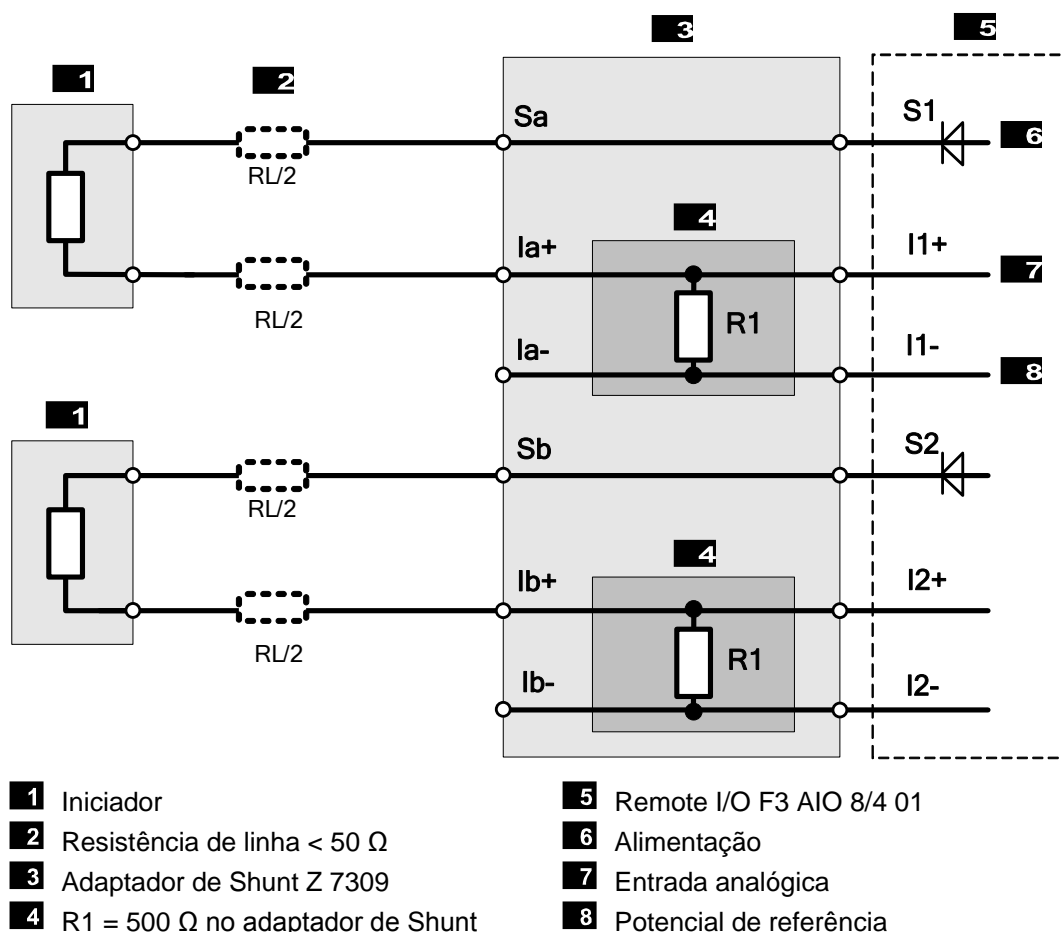 3
5
1
2
Sa
S1
6
RL/2
4
Ia+
I1+
7
RL/2
R1
Ia-
I1-
8
1
Sb
S2
RL/2
4
Ib+
I2+
RL/2
R1
Ib-
I2-
1 Iniciador
2 Resistência de linha < 50 Ω
3 Adaptador de Shunt Z 7309
4 R1 = 500 Ω no adaptador de Shunt
5 Remote I/O F3 AIO 8/4 01
6 Alimentação
7 Entrada analógica
8 Potencial de referência